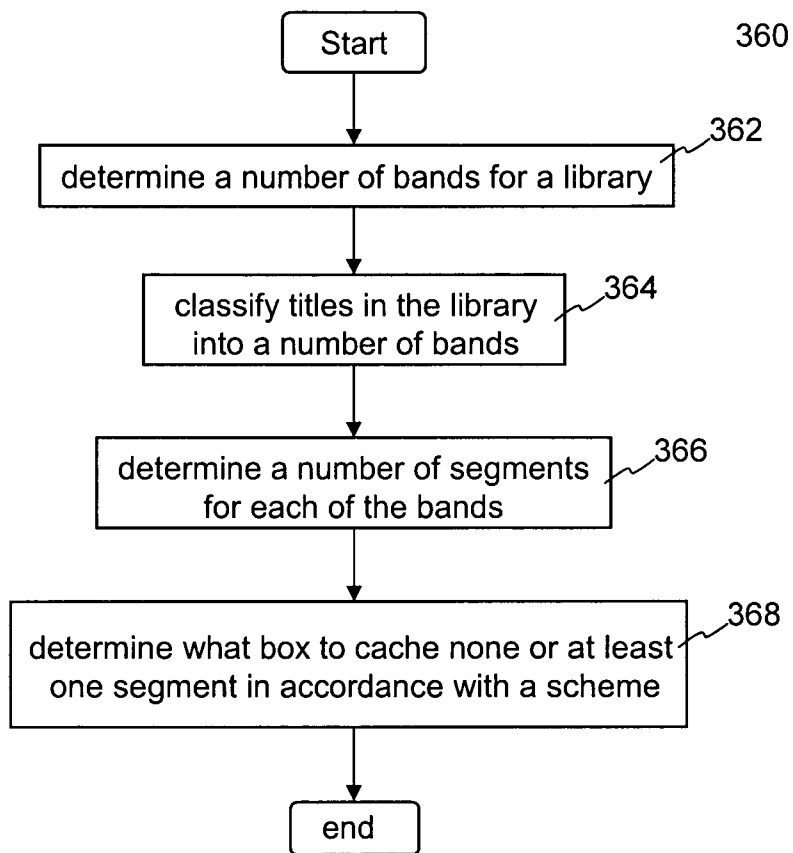 Start
360
362
determine a number of bands for a library
364
classify titles in the library
into a number of bands
366
determine a number of segments
for each of the bands
368
determine what box to cache none or at least
one segment in accordance with a scheme
end